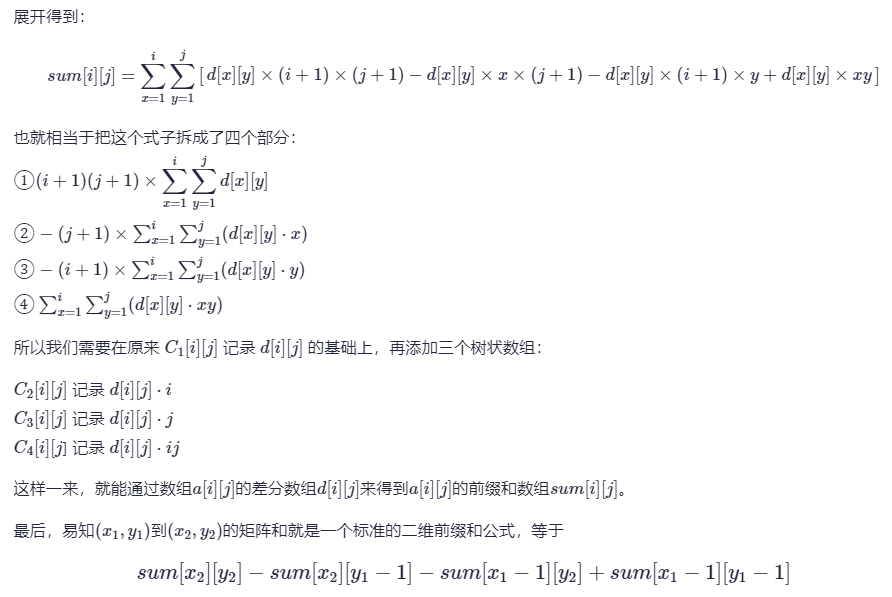 展开得到：
$sum[i][j] = \sum_{x=1}^{i} \sum_{y=1}^{j} [\, d[x][y] \times (i+1) \times (j+1) - d[x][y] \times x \times (j+1) - d[x][y] \times (i+1) \times y + d[x][y] \times xy \,]$
也就相当于把这个式子拆成了四个部分：
①$(i+1)(j+1) \times \sum_{x=1}^{i} \sum_{y=1}^{j} d[x][y]$
②$-(j+1) \times \sum_{x=1}^{i} \sum_{y=1}^{j} (d[x][y] \cdot x)$
③$-(i+1) \times \sum_{x=1}^{i} \sum_{y=1}^{j} (d[x][y] \cdot y)$
④$\sum_{x=1}^{i} \sum_{y=1}^{j} (d[x][y] \cdot xy)$
所以我们需要在原来 $C_1[i][j]$ 记录 $d[i][j]$ 的基础上，再添加三个树状数组：
$C_2[i][j]$ 记录 $d[i][j] \cdot i$
$C_3[i][j]$ 记录 $d[i][j] \cdot j$
$C_4[i][j]$ 记录 $d[i][j] \cdot ij$
这样一来，就能通过数组$a[i][j]$的差分数组$d[i][j]$来得到$a[i][j]$的前缀和数组$sum[i][j]$。
最后，易知$(x_1, y_1)$到$(x_2, y_2)$的矩阵和就是一个标准的二维前缀和公式，等于
$sum[x_2][y_2] - sum[x_2][y_1 - 1] - sum[x_1 - 1][y_2] + sum[x_1 - 1][y_1 - 1]$